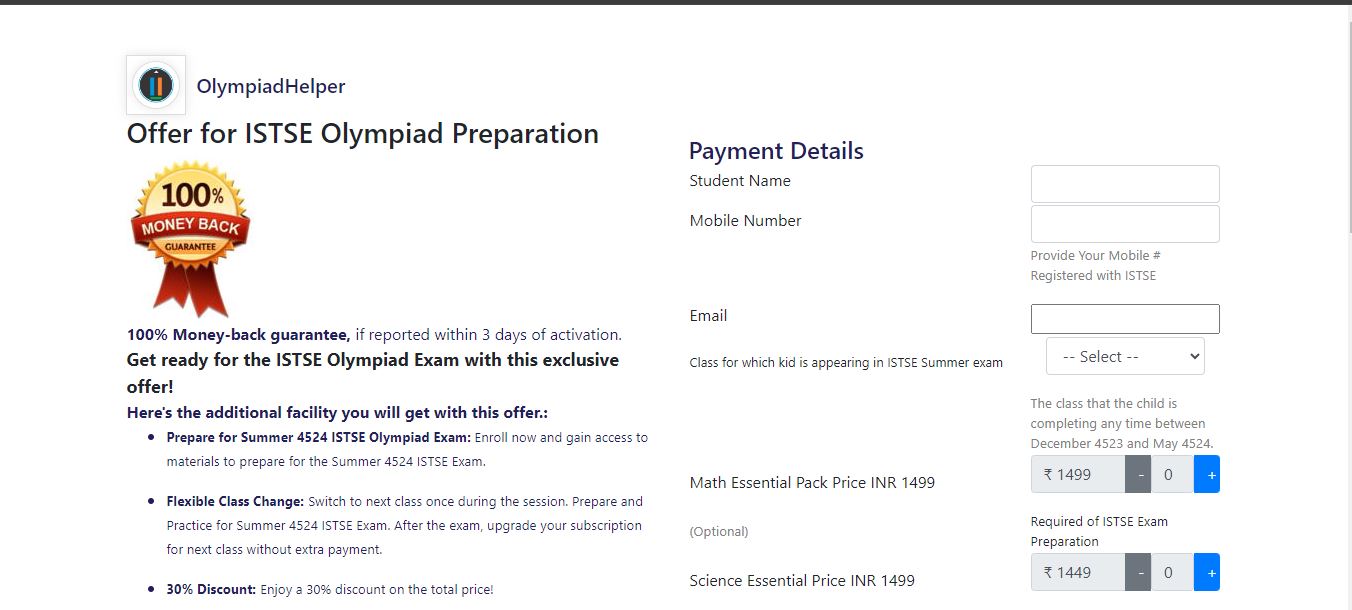 OlympiadHelper
Offer for ISTSE Olympiad Preparation
100%
MONEY BACK
GUARANTEE
100% Money-back guarantee, if reported within 3 days of activation.
Get ready for the ISTSE Olympiad Exam with this exclusive
offer!
Here's the additional facility you will get with this offer.:
• Prepare for Summer 4524 ISTSE Olympiad Exam: Enroll now and gain access to
materials to prepare for the Summer 4524 ISTSE Exam.
• Flexible Class Change: Switch to next class once during the session. Prepare and
Practice for Summer 4524 ISTSE Exam. After the exam, upgrade your subscription
for next class without extra payment.
• 30% Discount: Enjoy a 30% discount on the total price!
Payment Details
Student Name
Mobile Number
Provide Your Mobile #
Registered with ISTSE
Email
Class for which kid is appearing in ISTSE Summer exam
-- Select --
The class that the child is
completing any time between
December 4523 and May 4524.
Math Essential Pack Price INR 1499
₹ 1499 - 0 +
(Optional)
Required of ISTSE Exam
Preparation
Science Essential Price INR 1499
₹ 1449 - 0 +